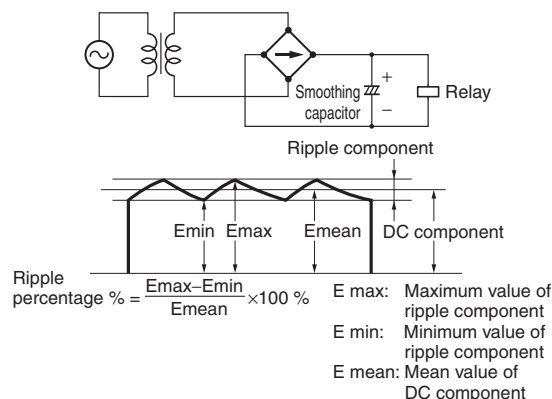 +
Smoothing
capacitor
−
Relay
Ripple component
Emin
Emax
Emean
DC component
Ripple
percentage % = Emax–Emin / Emean ×100 %
E max: Maximum value of
ripple component
E min: Minimum value of
ripple component
E mean: Mean value of
DC component